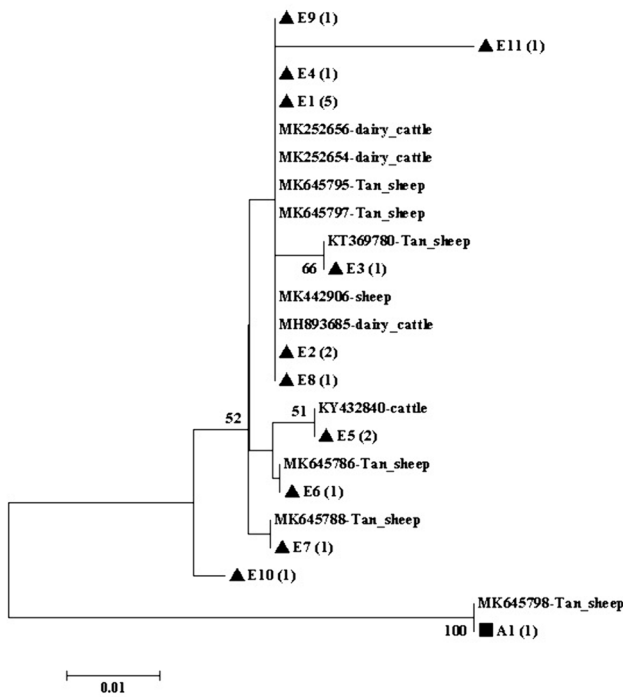 E9 (1)
E11 (1)
E4 (1)
E1 (5)
MK252656-dairy_cattle
MK252654-dairy_cattle
MK645795-Tan_sheep
MK645797-Tan_sheep
KT369780-Tan_sheep
66 E3 (1)
MK442906-sheep
MH893685-dairy_cattle
E2 (2)
E8 (1)
51 KY432840-cattle
52
E5 (2)
MK645786-Tan_sheep
E6 (1)
MK645788-Tan_sheep
E7 (1)
E10 (1)
MK645798-Tan_sheep
100 A1 (1)
0.01